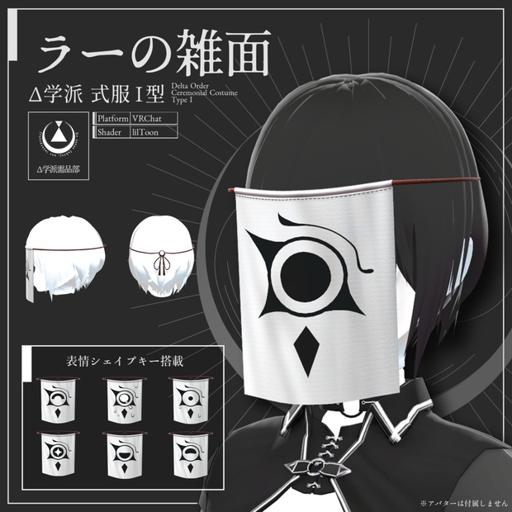 ラーの雑面
Δ学派 式服Ⅰ型
Delta Order
Ceremonial Costume
Type I
Platform VRChat
Shader lilToon
Δ学派需品部
表情シェイプキー搭載
※アバターは付属しません